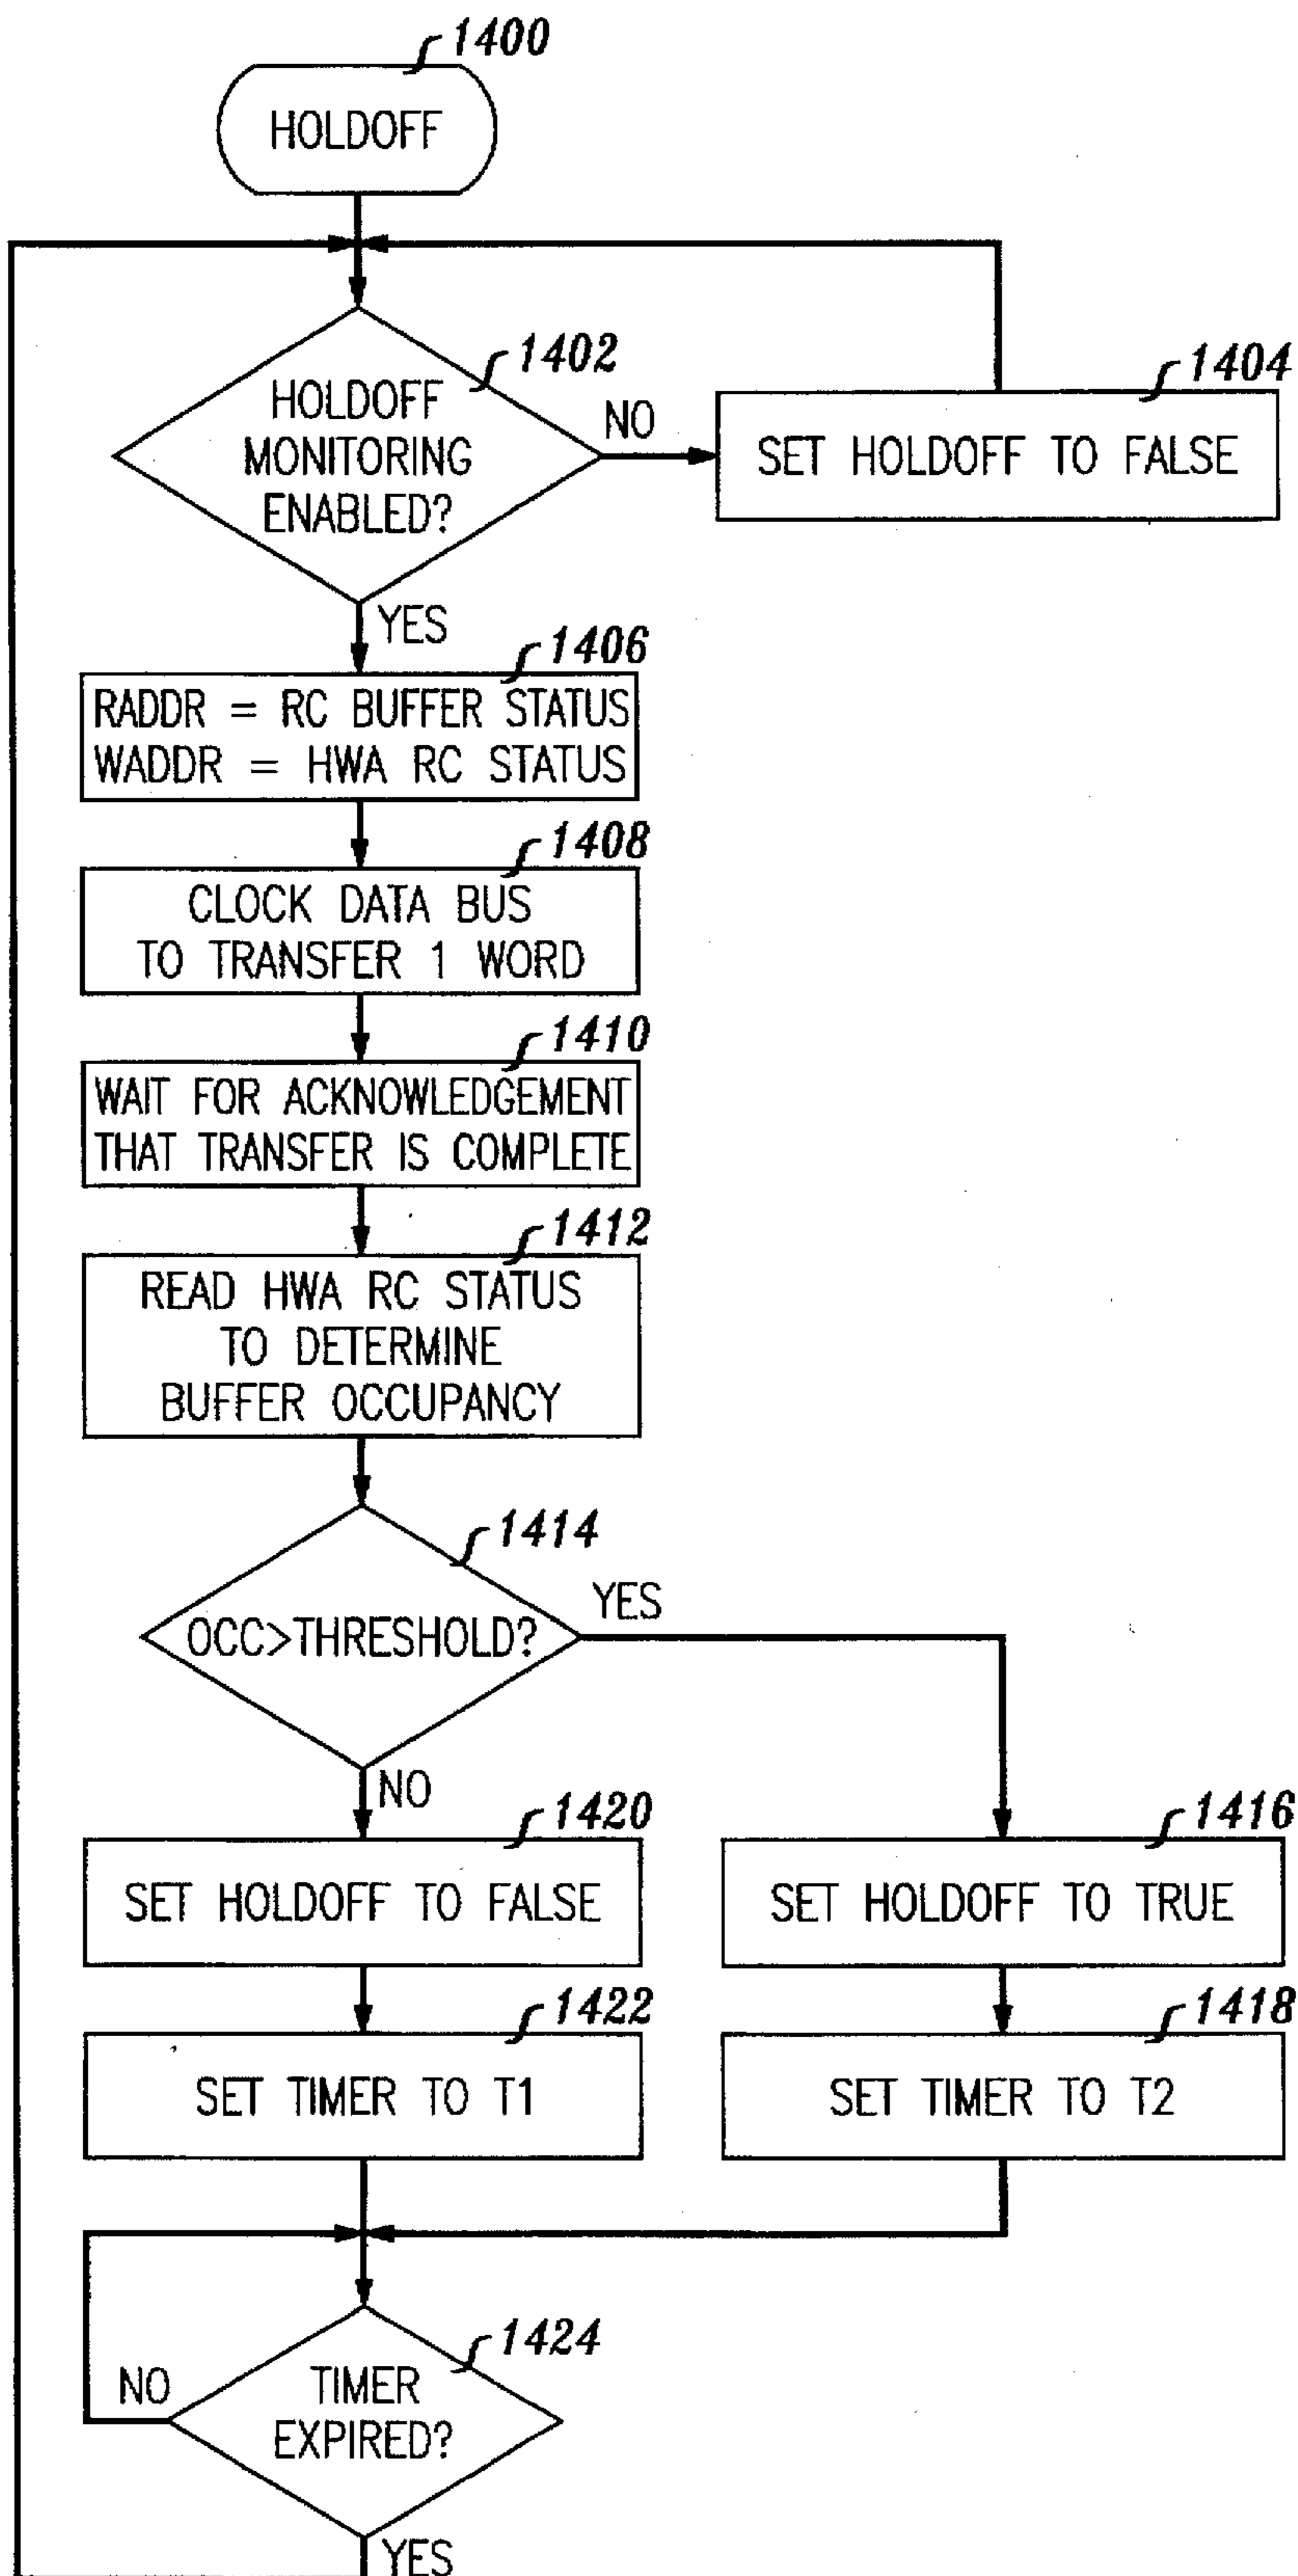 1400
HOLDOFF
1402
HOLDOFF
MONITORING
ENABLED?
NO
1404
SET HOLDOFF TO FALSE
YES
1406
RADDR = RC BUFFER STATUS
WADDR = HWA RC STATUS
1408
CLOCK DATA BUS
TO TRANSFER 1 WORD
1410
WAIT FOR ACKNOWLEDGEMENT
THAT TRANSFER IS COMPLETE
1412
READ HWA RC STATUS
TO DETERMINE
BUFFER OCCUPANCY
1414
OCC>THRESHOLD?
YES
NO
1420
SET HOLDOFF TO FALSE
1416
SET HOLDOFF TO TRUE
1422
SET TIMER TO T1
1418
SET TIMER TO T2
1424
TIMER
EXPIRED?
NO
YES